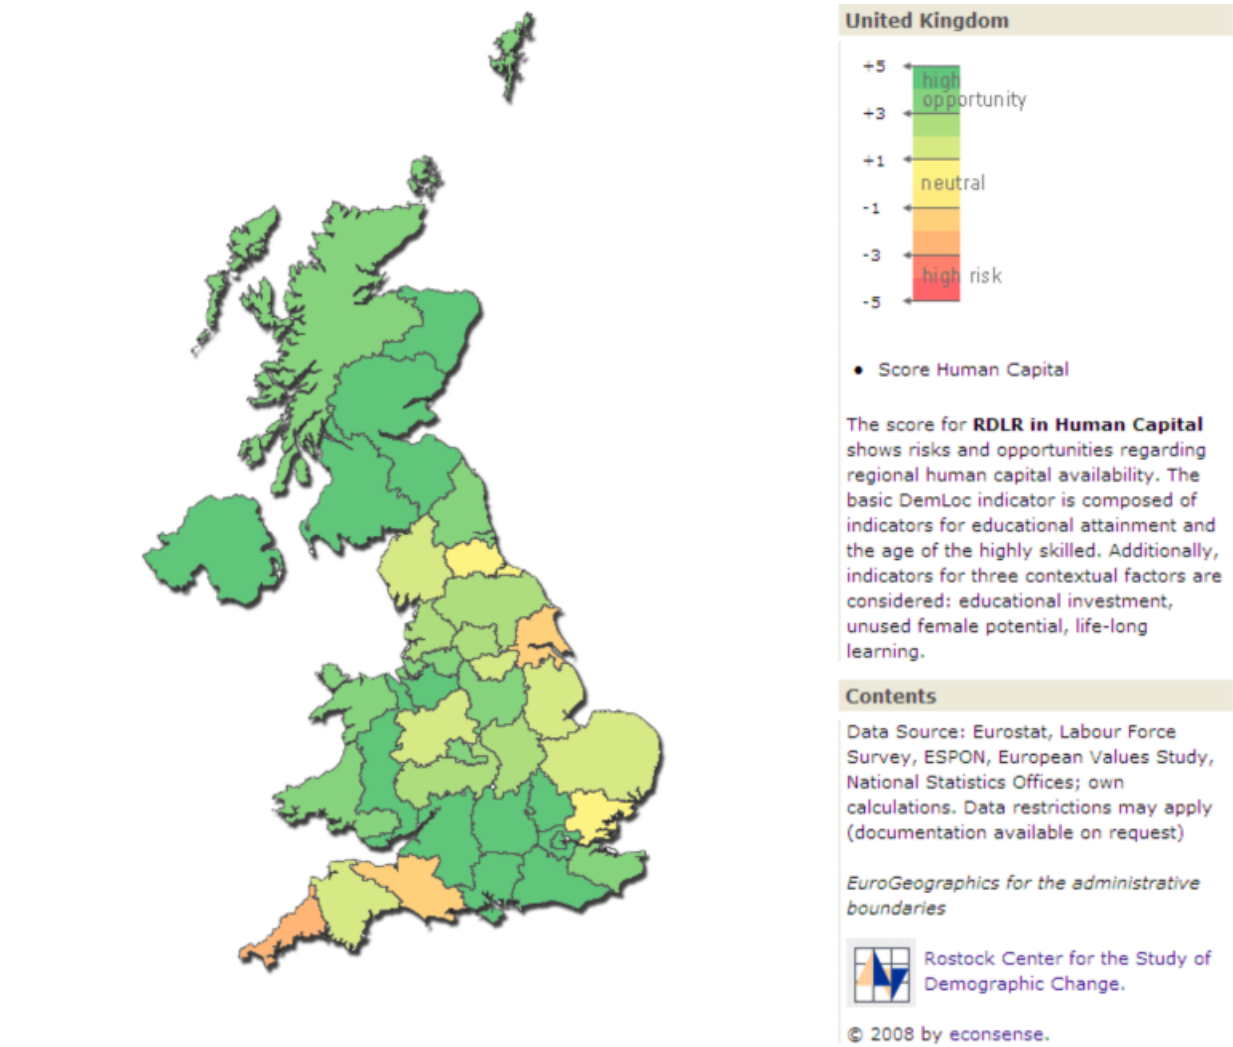 United Kingdom
+5
high
opportunity
+3
+1
neutral
-1
-3
high risk
-5
• Score Human Capital
The score for RDLR in Human Capital
shows risks and opportunities regarding
regional human capital availability. The
basic DemLoc indicator is composed of
indicators for educational attainment and
the age of the highly skilled. Additionally,
indicators for three contextual factors are
considered: educational investment,
unused female potential, life-long
learning.
Contents
Data Source: Eurostat, Labour Force
Survey, ESPON, European Values Study,
National Statistics Offices; own
calculations. Data restrictions may apply
(documentation available on request)
EuroGeographics for the administrative
boundaries
Rostock Center for the Study of
Demographic Change.
© 2008 by econsense.